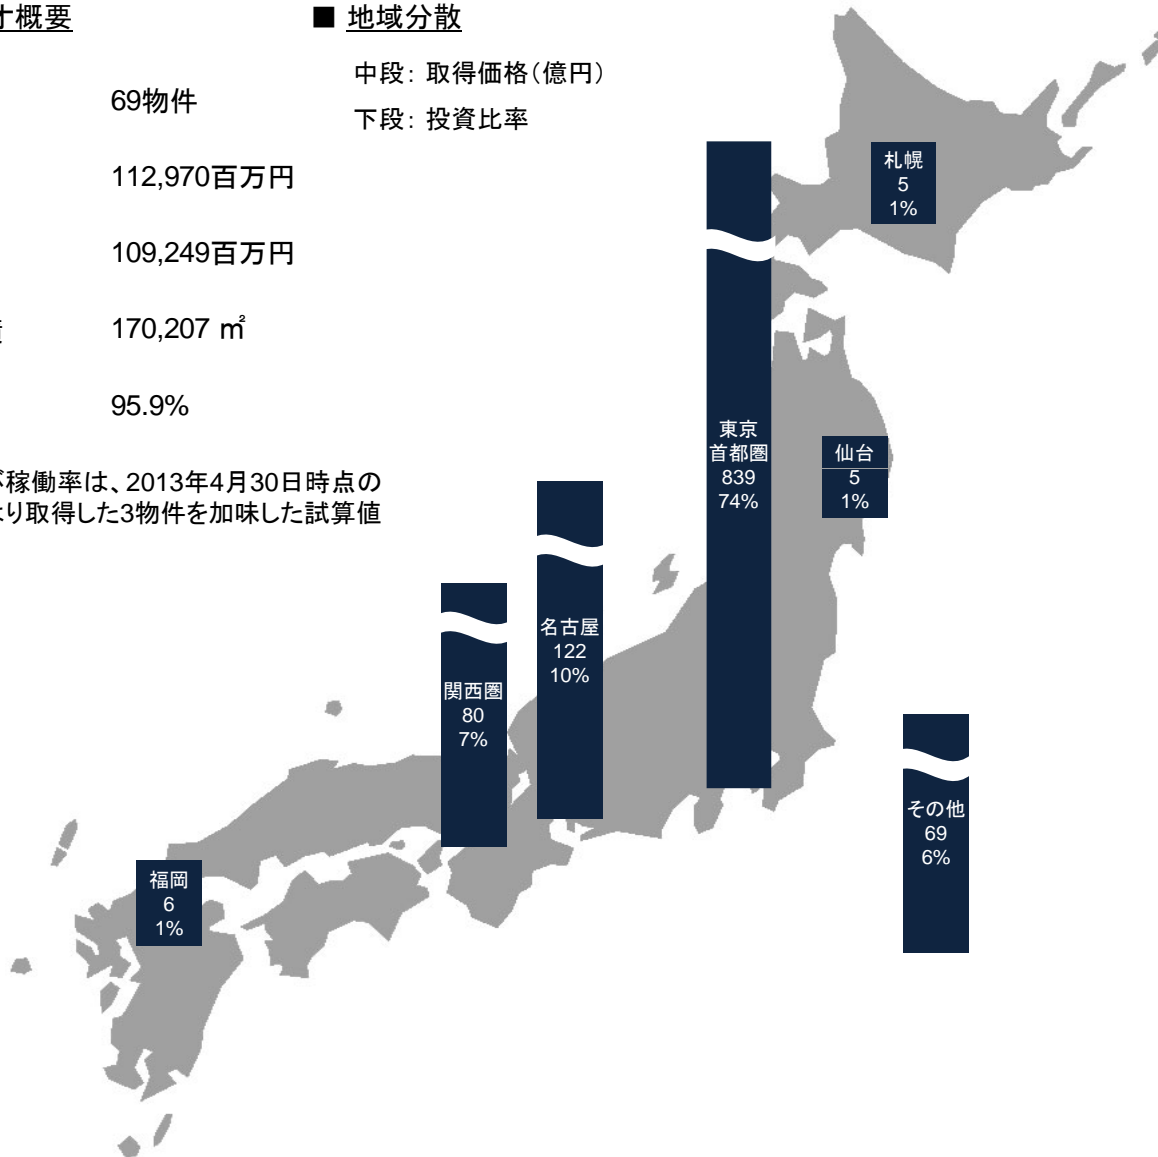 オ概要
69物件
112,970百万円
109,249百万円
170,207 ㎡
95.9%
稼働率は、2013年4月30日時点の
り取得した3物件を加味した試算値
■ 地域分散
中段：取得価格（億円）
下段：投資比率
札幌
5
1%
東京
首都圏
839
74%
仙台
5
1%
名古屋
122
10%
関西圏
80
7%
その他
69
6%
福岡
6
1%